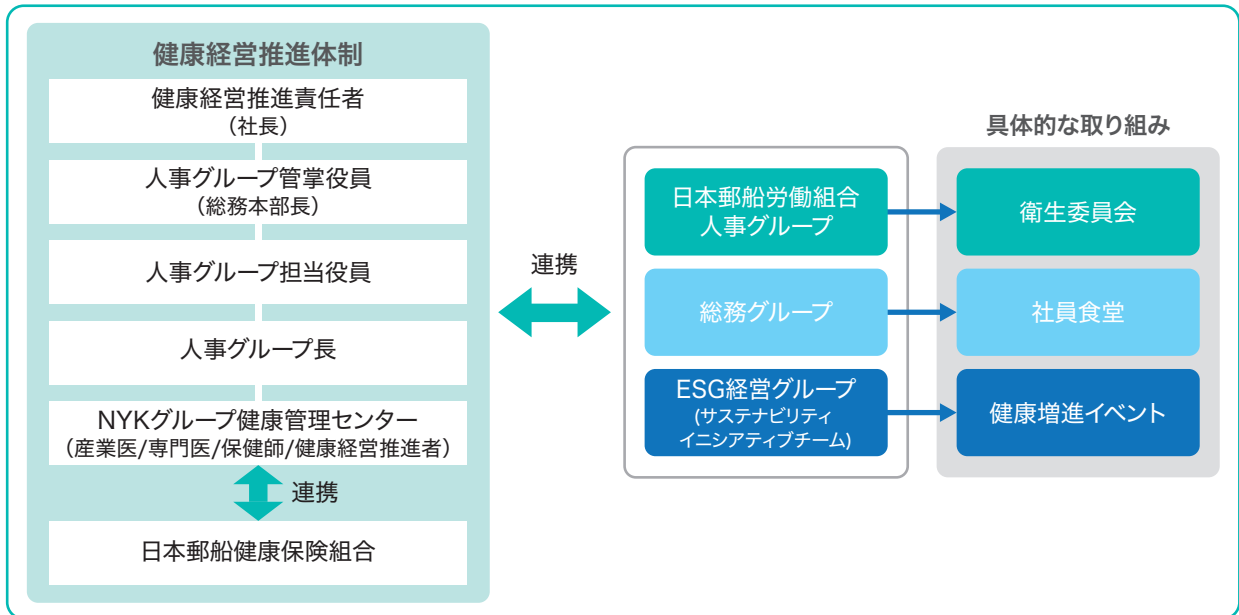 健康経営推進体制
健康経営推進責任者
（社長）
人事グループ管掌役員
（総務本部長）
人事グループ担当役員
人事グループ長
NYKグループ健康管理センター
（産業医/専門医/保健師/健康経営推進者）
連携
日本郵船健康保険組合
連携
日本郵船労働組合
人事グループ
総務グループ
ESG経営グループ
(サステナビリティ
イニシアティブチーム)
具体的な取り組み
衛生委員会
社員食堂
健康増進イベント